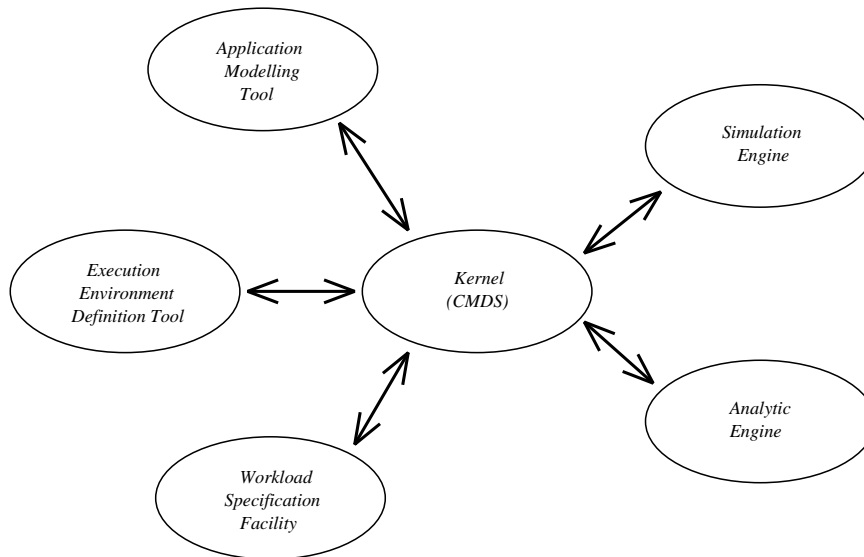 Application
Modelling
Tool
Simulation
Engine
Execution
Environment
Definition Tool
Kernel
(CMDS)
Analytic
Engine
Workload
Specification
Facility